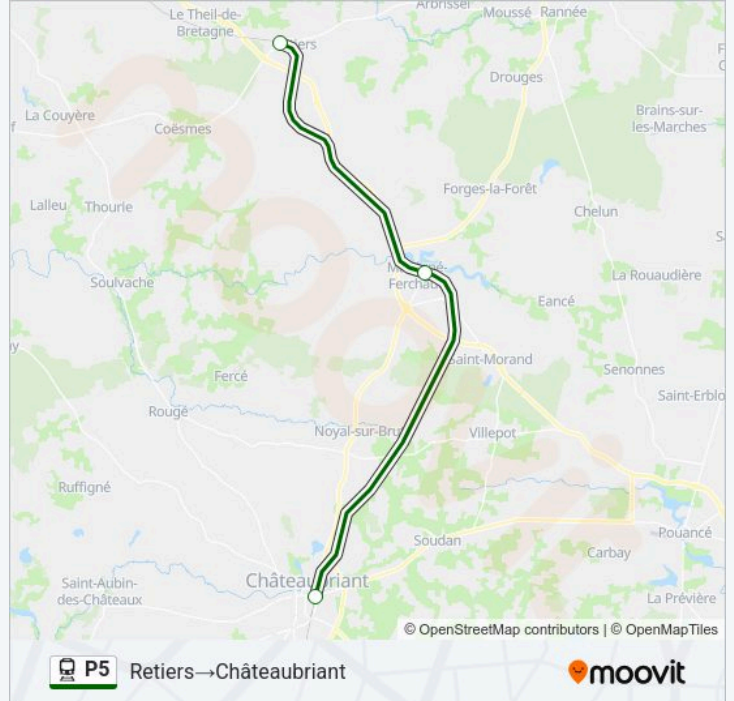 Arbrissel
Le Theil-de-
Bretagne
Moussé
Rannée
Drouges
La Couyère
Coësmes
Brains-sur-
les-Marches
Forges-la-Forêt
Lalleu
Thourie
Chelun
Soulvache
La Rouaudière
Eancé
Saint-Morand
Fercé
Senonnes
Saint-Erblo
Rougé
Villepot
Ruffigné
Soudan
Pouancé
Carbay
Saint-Aubin-
des-Châteaux
La Prévière
© OpenStreetMap contributors | © OpenMapTiles
P5 Retiers→Châteaubriant
moovit